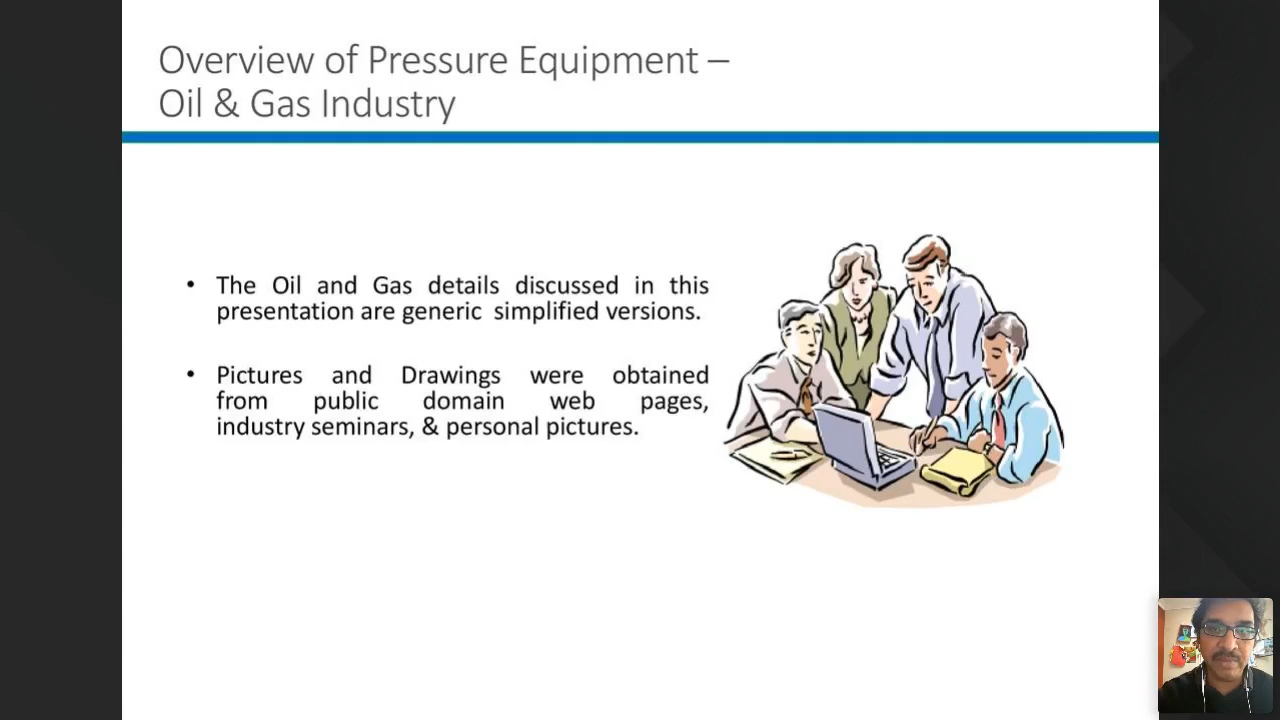 Overview of Pressure Equipment –
Oil & Gas Industry
• The Oil and Gas details discussed in this
presentation are generic simplified versions.
• Pictures and Drawings were obtained
from public domain web pages,
industry seminars, & personal pictures.